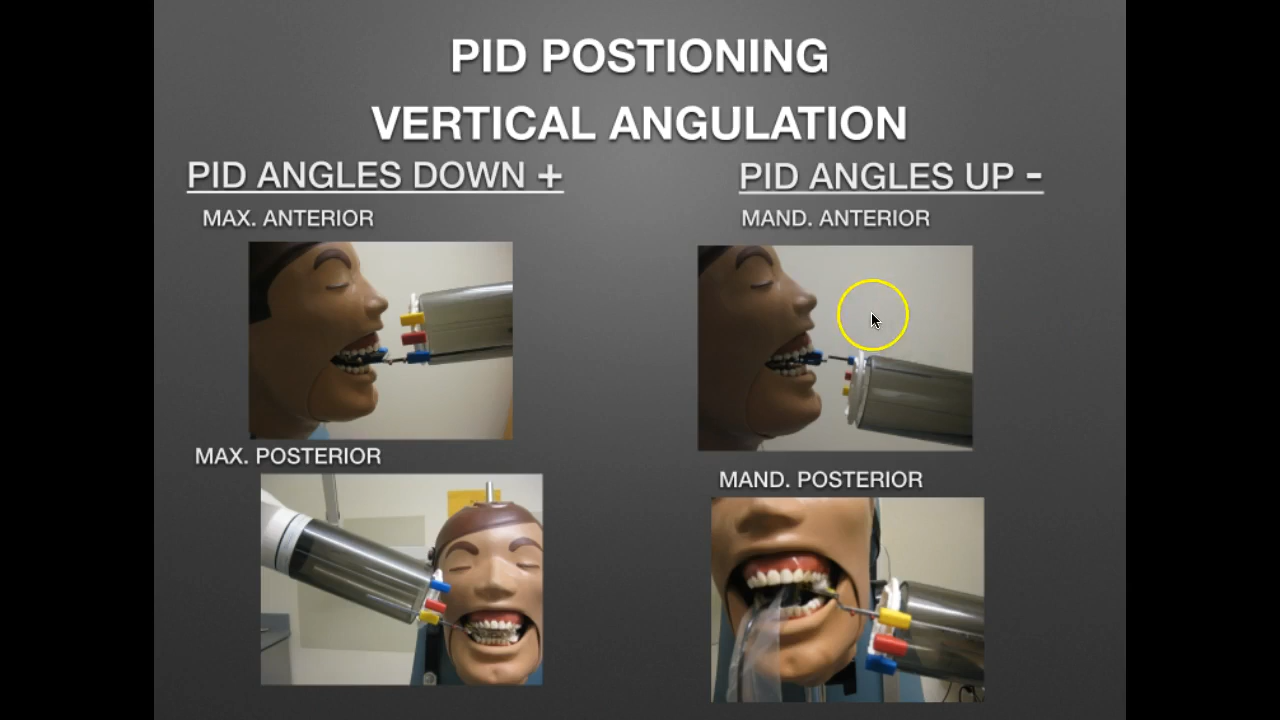 PID POSTIONING
VERTICAL ANGULATION
PID ANGLES DOWN +
PID ANGLES UP -
MAX. ANTERIOR
MAND. ANTERIOR
MAX. POSTERIOR
MAND. POSTERIOR